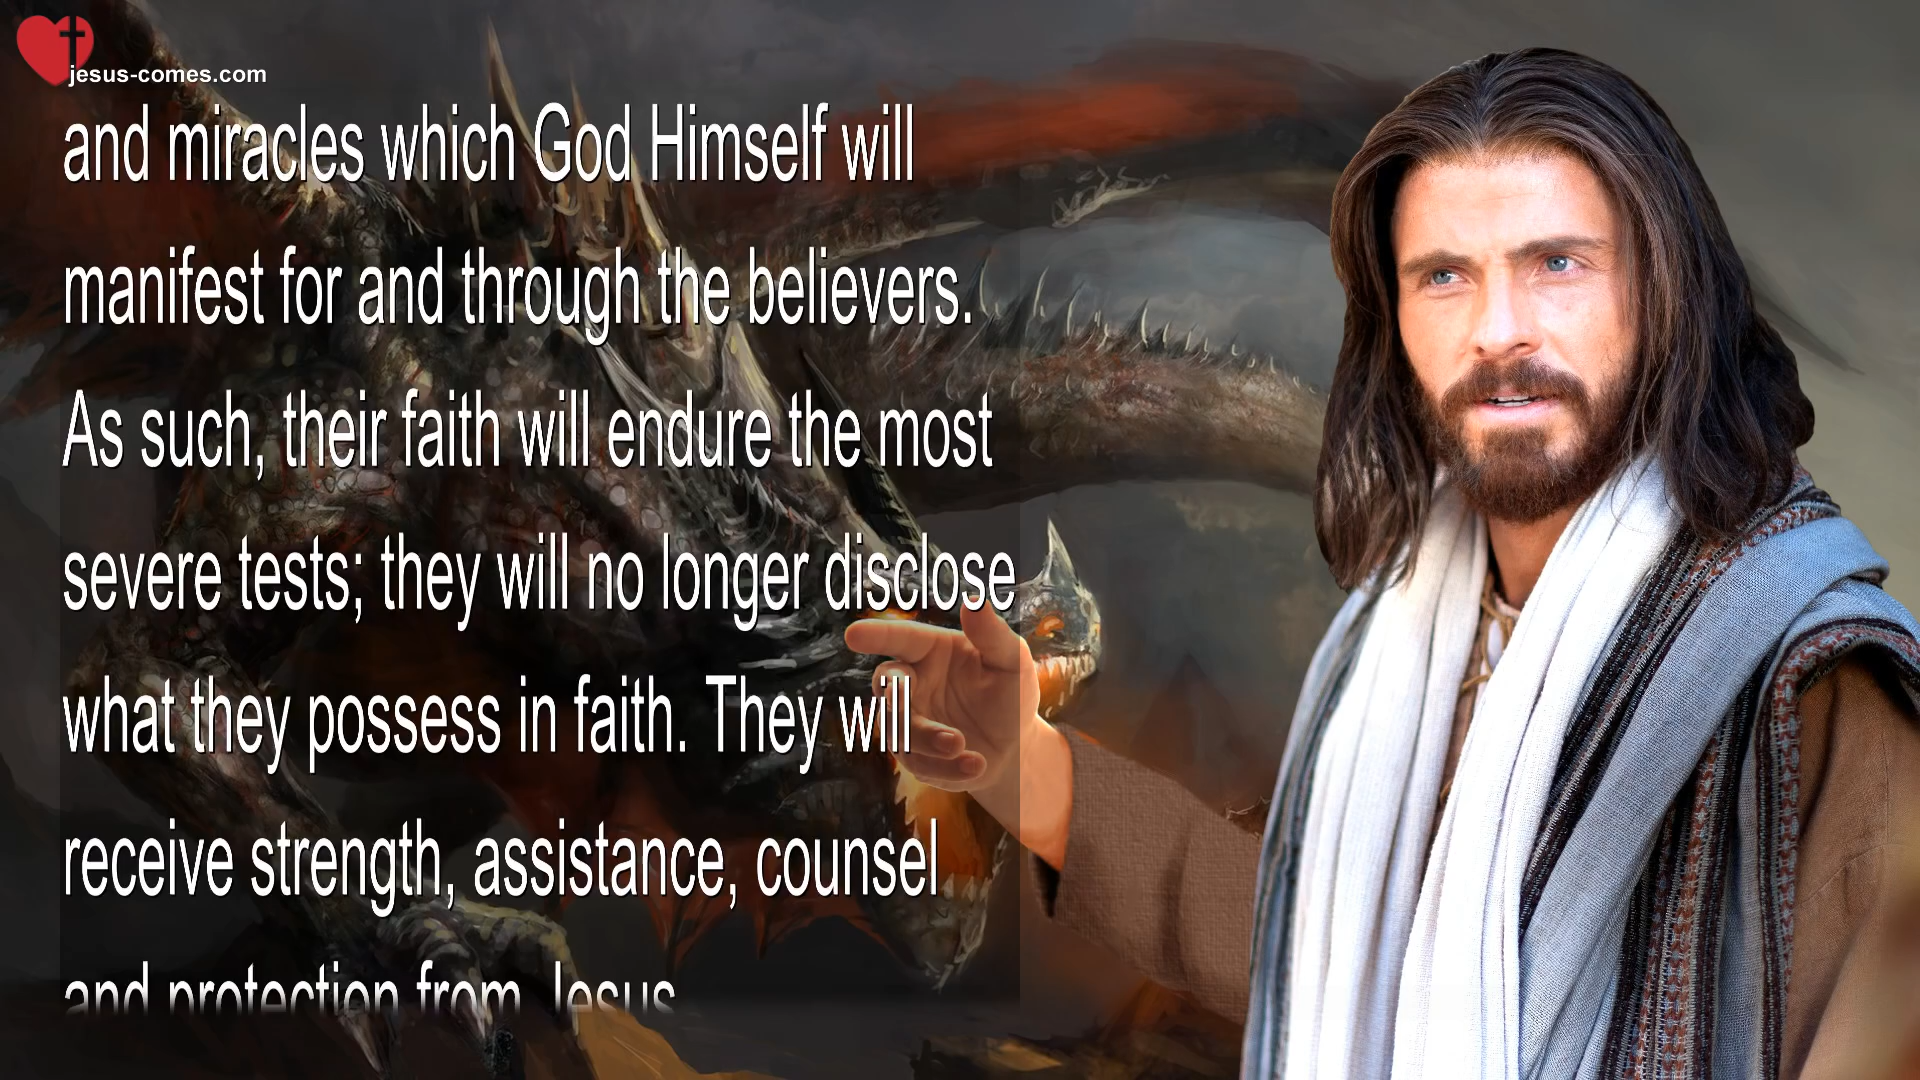 jesus-comes.com
and miracles which God Himself will
manifest for and through the believers.
As such, their faith will endure the most
severe tests; they will no longer disclose
what they possess in faith. They will
receive strength, assistance, counsel
and protection from Jesus